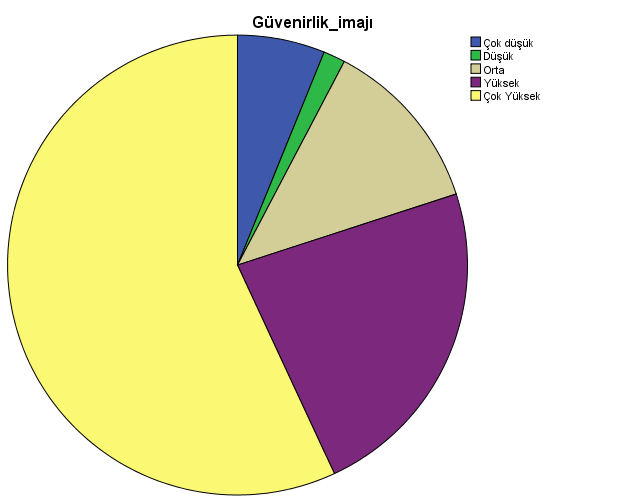 Güvenirlik_imajı
Çok düşük
Düşük
Orta
Yüksek
Çok Yüksek